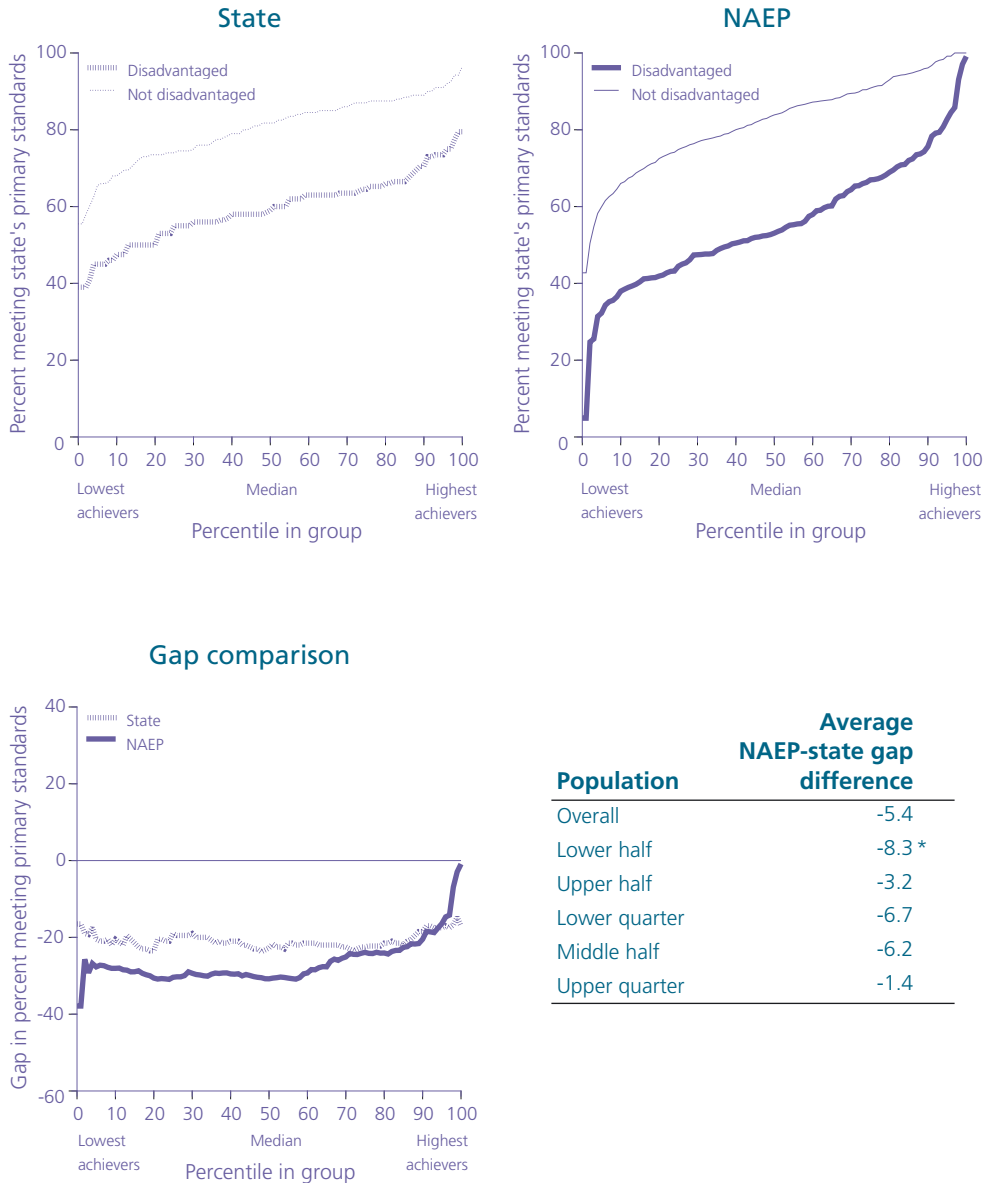 State
Percent meeting state's primary standards
100
80
60
40
20
0
Disadvantaged
Not disadvantaged
0 10 20 30 40 50 60 70 80 90 100
Lowest achievers
Median
Highest achievers
Percentile in group
NAEP
Percent meeting state's primary standards
100
80
60
40
20
0
Disadvantaged
Not disadvantaged
0 10 20 30 40 50 60 70 80 90 100
Lowest achievers
Median
Highest achievers
Percentile in group
Gap comparison
Gap in percent meeting primary standards
40
20
0
-20
-40
-60
State
NAEP
0 10 20 30 40 50 60 70 80 90 100
Lowest achievers
Median
Highest achievers
Percentile in group
Average
NAEP-state gap
Population difference
Overall -5.4
Lower half -8.3 *
Upper half -3.2
Lower quarter -6.7
Middle half -6.2
Upper quarter -1.4